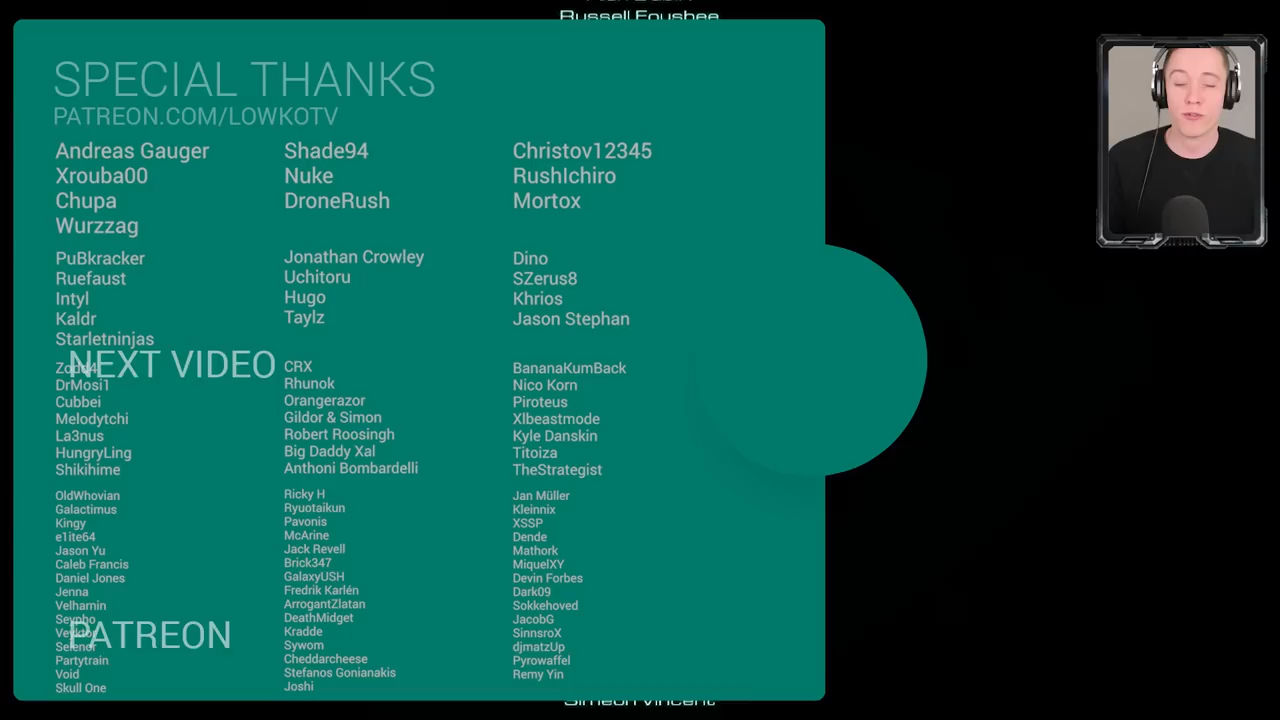 Russell Foushee
SPECIAL THANKS
PATREON.COM/LOWKOTV
Andreas Gauger
Xrouba00
Chupa
Wurzzag
Shade94
Nuke
DroneRush
Christov12345
RushIchiro
Mortox
PuBkracker
Ruefaust
Intyl
Kaldr
Starletninjas
Jonathan Crowley
Uchitoru
Hugo
Taylz
Dino
SZerus8
Khrios
Jason Stephan
NEXT VIDEO
DrMosi1
Cubbei
Melodytchi
La3nus
HungryLing
Shikihime
CRX
Rhunok
Orangerazor
Gildor & Simon
Robert Roosingh
Big Daddy Xal
Anthoni Bombardelli
BananaKumBack
Nico Korn
Piroteus
Xlbeastmode
Kyle Danskin
Titoiza
TheStrategist
OldWhovian
Galactimus
Kingy
e1ite64
Jason Yu
Caleb Francis
Daniel Jones
Jenna
Velharnin
PATREON
Partytrain
Void
Skull One
Ricky H
Ryuotaikun
Pavonis
McArine
Jack Revell
Brick347
GalaxyUSH
Fredrik Karlén
ArrogantZlatan
DeathMidget
Kradde
Sywom
Cheddarcheese
Stefanos Gonianakis
Joshi
Jan Müller
Kleinnix
XSSP
Dende
Mathork
MiquelXY
Devin Forbes
Dark09
Sokkehoved
JacobG
SinnsroX
djmatzUp
Pyrowaffel
Remy Yin
Simeon Vincent